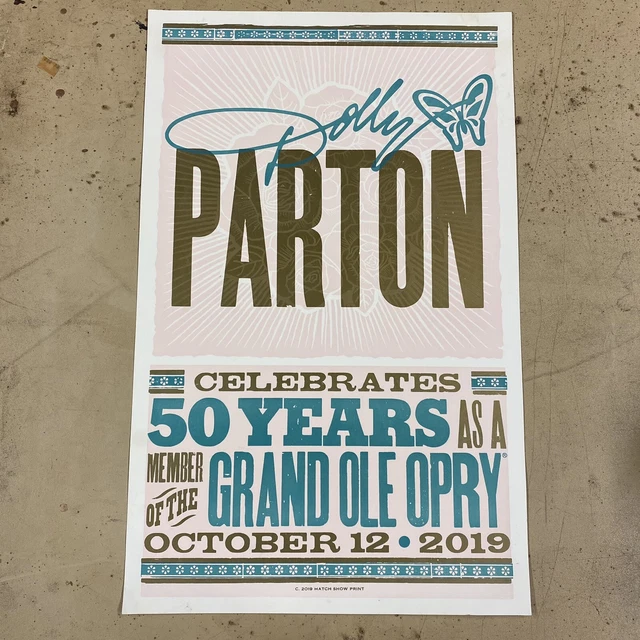 Dolly
PARTON
CELEBRATES
50 YEARS AS A
MEMBER OF THE GRAND OLE OPRY®
OCTOBER 12 • 2019
C. 2019 HATCH SHOW PRINT